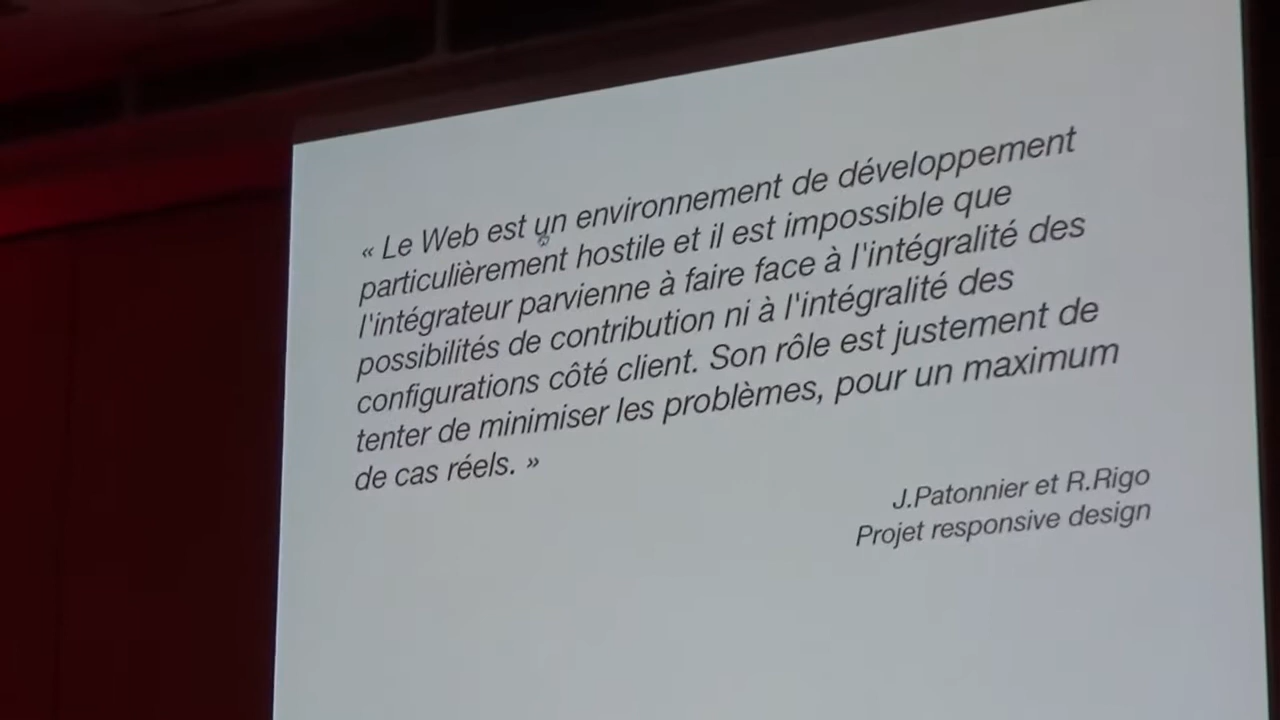 « Le Web est un environnement de développement
particulièrement hostile et il est impossible que
l'intégrateur parvienne à faire face à l'intégralité des
possibilités de contribution ni à l'intégralité des
configurations côté client. Son rôle est justement de
tenter de minimiser les problèmes, pour un maximum
de cas réels. »
J.Patonnier et R.Rigo
Projet responsive design